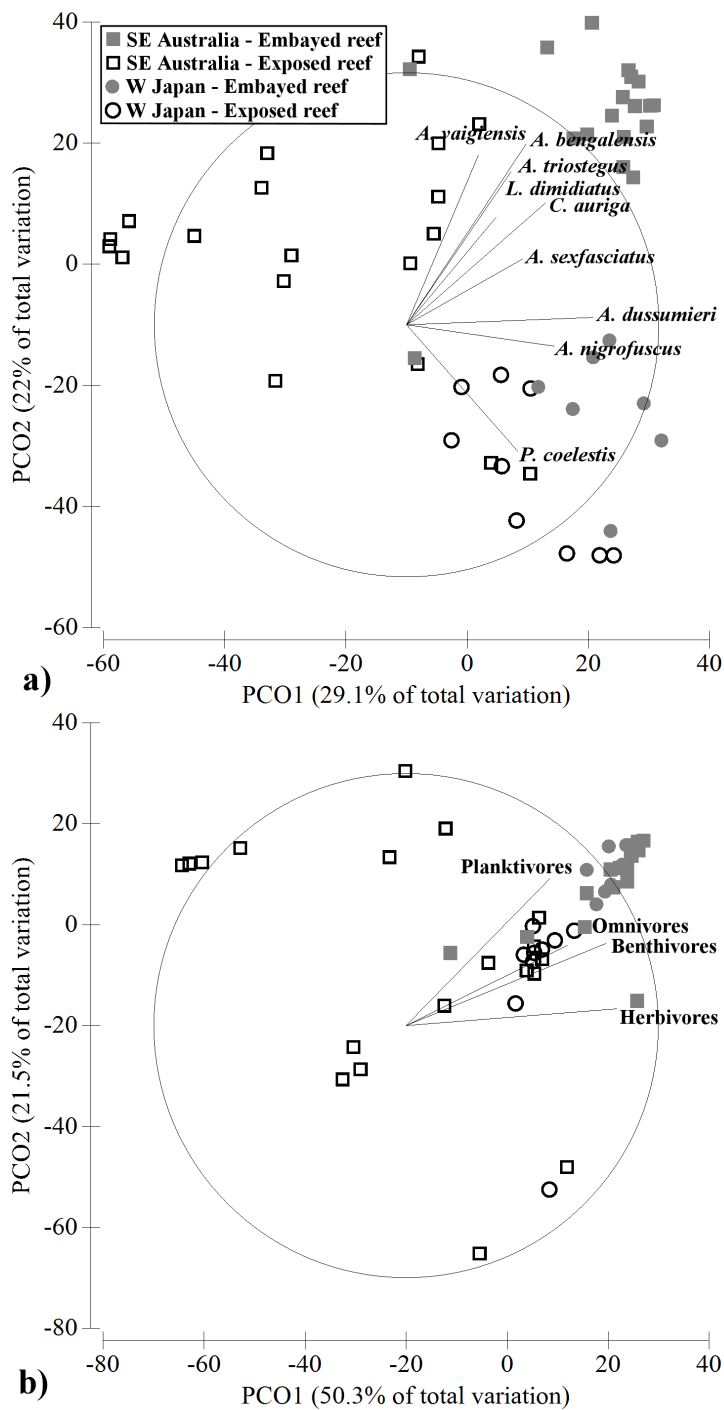 40
20
0
-20
-40
-60
PCO2 (22% of total variation)
SE Australia - Embayed reef
SE Australia - Exposed reef
W Japan - Embayed reef
W Japan - Exposed reef
A. vaigiensis
A. bengalensis
A. triostegus
L. dimidiatus
C. auriga
A. sexfasciatus
A. dussumieri
A. nigrofuscus
P. coelestis
-60 -40 -20 0 20 40
a)
PCO1 (29.1% of total variation)
40
20
0
-20
-40
-60
-80
PCO2 (21.5% of total variation)
Planktivores
Omnivores
Benthivores
Herbivores
-80 -60 -40 -20 0 20 40
b)
PCO1 (50.3% of total variation)